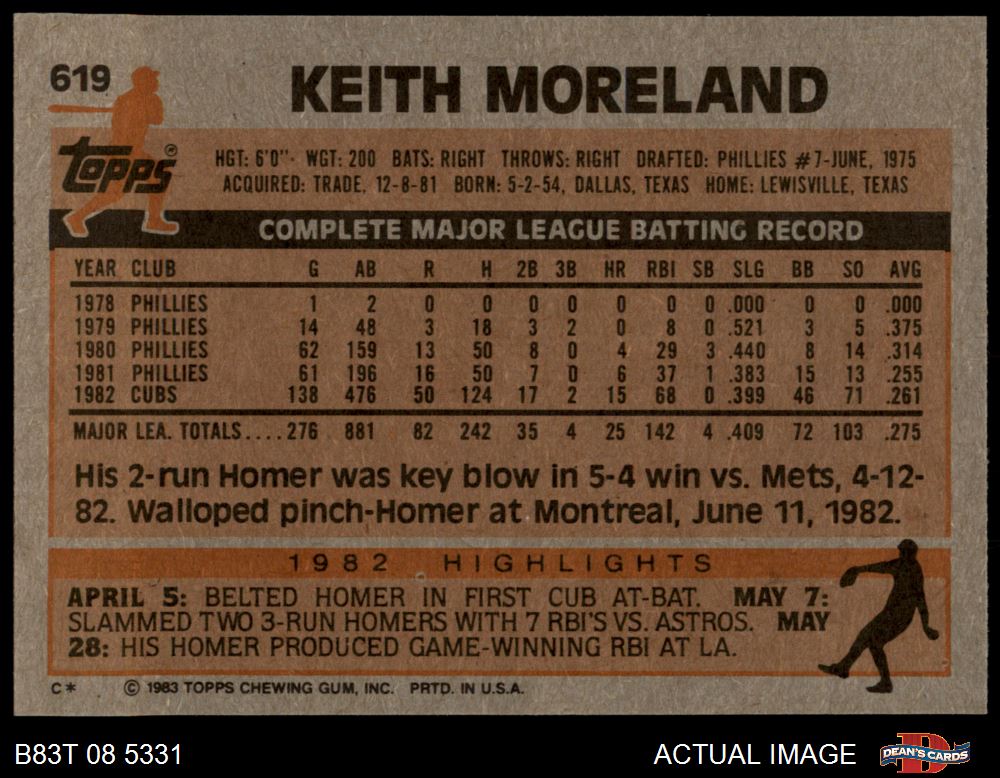 619
KEITH MORELAND
Topps®
HGT: 6'0"· WGT: 200 BATS: RIGHT THROWS: RIGHT DRAFTED: PHILLIES #7-JUNE, 1975
ACQUIRED: TRADE, 12-8-81 BORN: 5-2-54, DALLAS, TEXAS HOME: LEWISVILLE, TEXAS
COMPLETE MAJOR LEAGUE BATTING RECORD
YEAR CLUB G AB R H 2B 3B HR RBI SB SLG BB SO AVG
1978 PHILLIES 1 2 0 0 0 0 0 0 0 .000 0 0 .000
1979 PHILLIES 14 48 3 18 3 2 0 8 0 .521 3 5 .375
1980 PHILLIES 62 159 13 50 8 0 4 29 3 .440 8 14 .314
1981 PHILLIES 61 196 16 50 7 0 6 37 1 .383 15 13 .255
1982 CUBS 138 476 50 124 17 2 15 68 0 .399 46 71 .261
MAJOR LEA. TOTALS....276 881 82 242 35 4 25 142 4 .409 72 103 .275
His 2-run Homer was key blow in 5-4 win vs. Mets, 4-12-
82. Walloped pinch-Homer at Montreal, June 11, 1982.
1982 HIGHLIGHTS
APRIL 5: BELTED HOMER IN FIRST CUB AT-BAT. MAY 7:
SLAMMED TWO 3-RUN HOMERS WITH 7 RBI'S VS. ASTROS. MAY
28: HIS HOMER PRODUCED GAME-WINNING RBI AT LA.
C* © 1983 TOPPS CHEWING GUM, INC. PRTD. IN U.S.A.
B83T 08 5331
ACTUAL IMAGE
D
DEAN'S CARDS